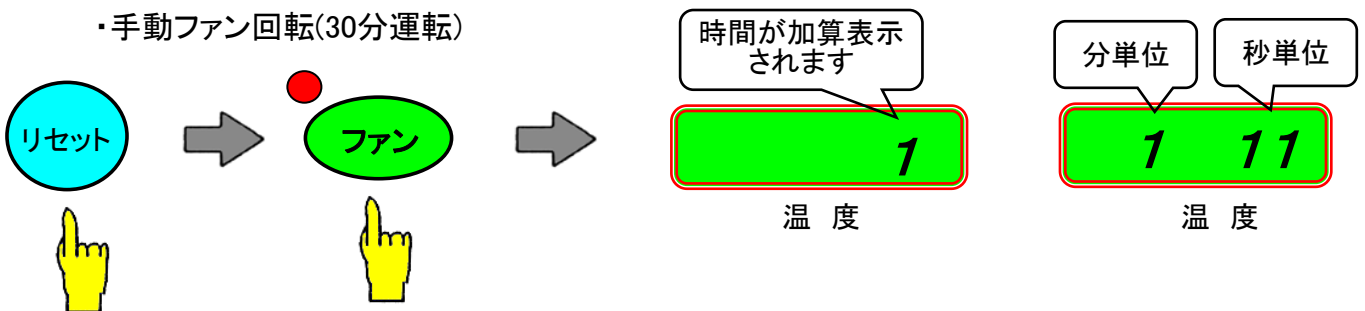 ・手動ファン回転(30分運転)
リセット
ファン
時間が加算表示
されます
1
温 度
分単位
秒単位
1 11
温 度